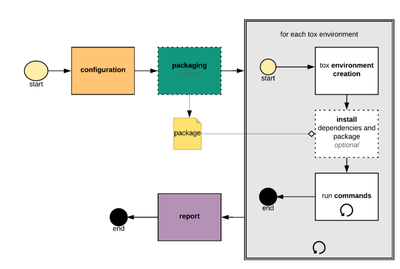 for each tox environment
start
configuration
packaging
start
tox environment
creation
package
install
dependencies and
package
optional
run commands
end
report
end